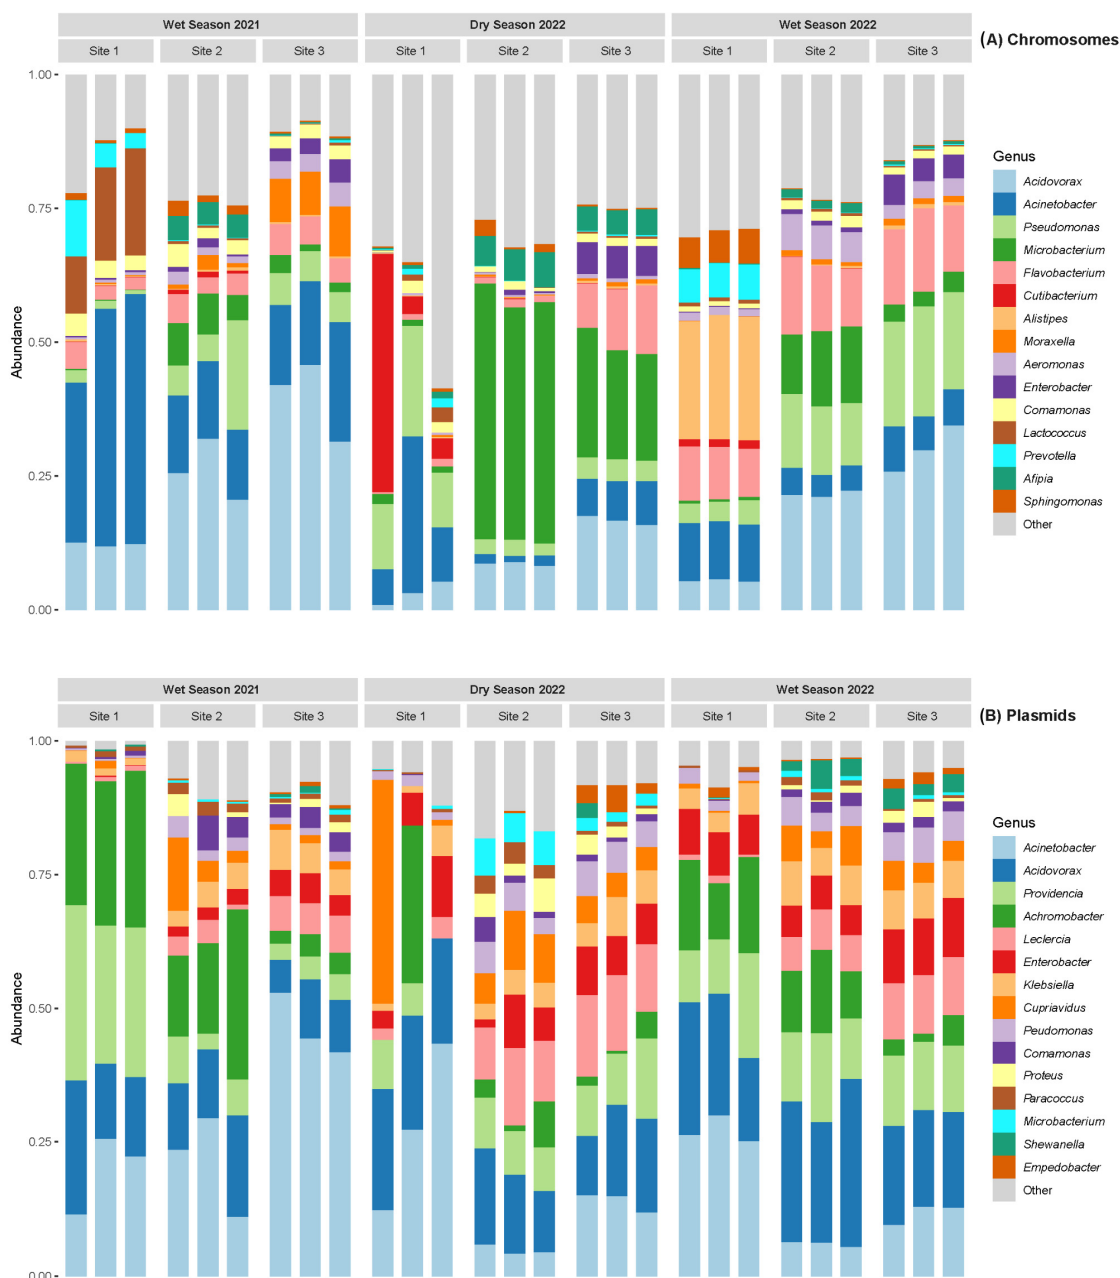 Wet Season 2021 Dry Season 2022 Wet Season 2022
(A) Chromosomes
Site 1 Site 2 Site 3 Site 1 Site 2 Site 3 Site 1 Site 2 Site 3
1.00
0.75
0.50
0.25
0.00
Abundance
Genus
Acidovorax
Acinetobacter
Pseudomonas
Microbacterium
Flavobacterium
Cutibacterium
Alistipes
Moraxella
Aeromonas
Enterobacter
Comamonas
Lactococcus
Prevotella
Afipia
Sphingomonas
Other
Wet Season 2021 Dry Season 2022 Wet Season 2022
(B) Plasmids
Site 1 Site 2 Site 3 Site 1 Site 2 Site 3 Site 1 Site 2 Site 3
1.00
0.75
0.50
0.25
0.00
Abundance
Genus
Acinetobacter
Acidovorax
Providencia
Achromobacter
Leclercia
Enterobacter
Klebsiella
Cupriavidus
Peudomonas
Comamonas
Proteus
Paracoccus
Microbacterium
Shewanella
Empedobacter
Other